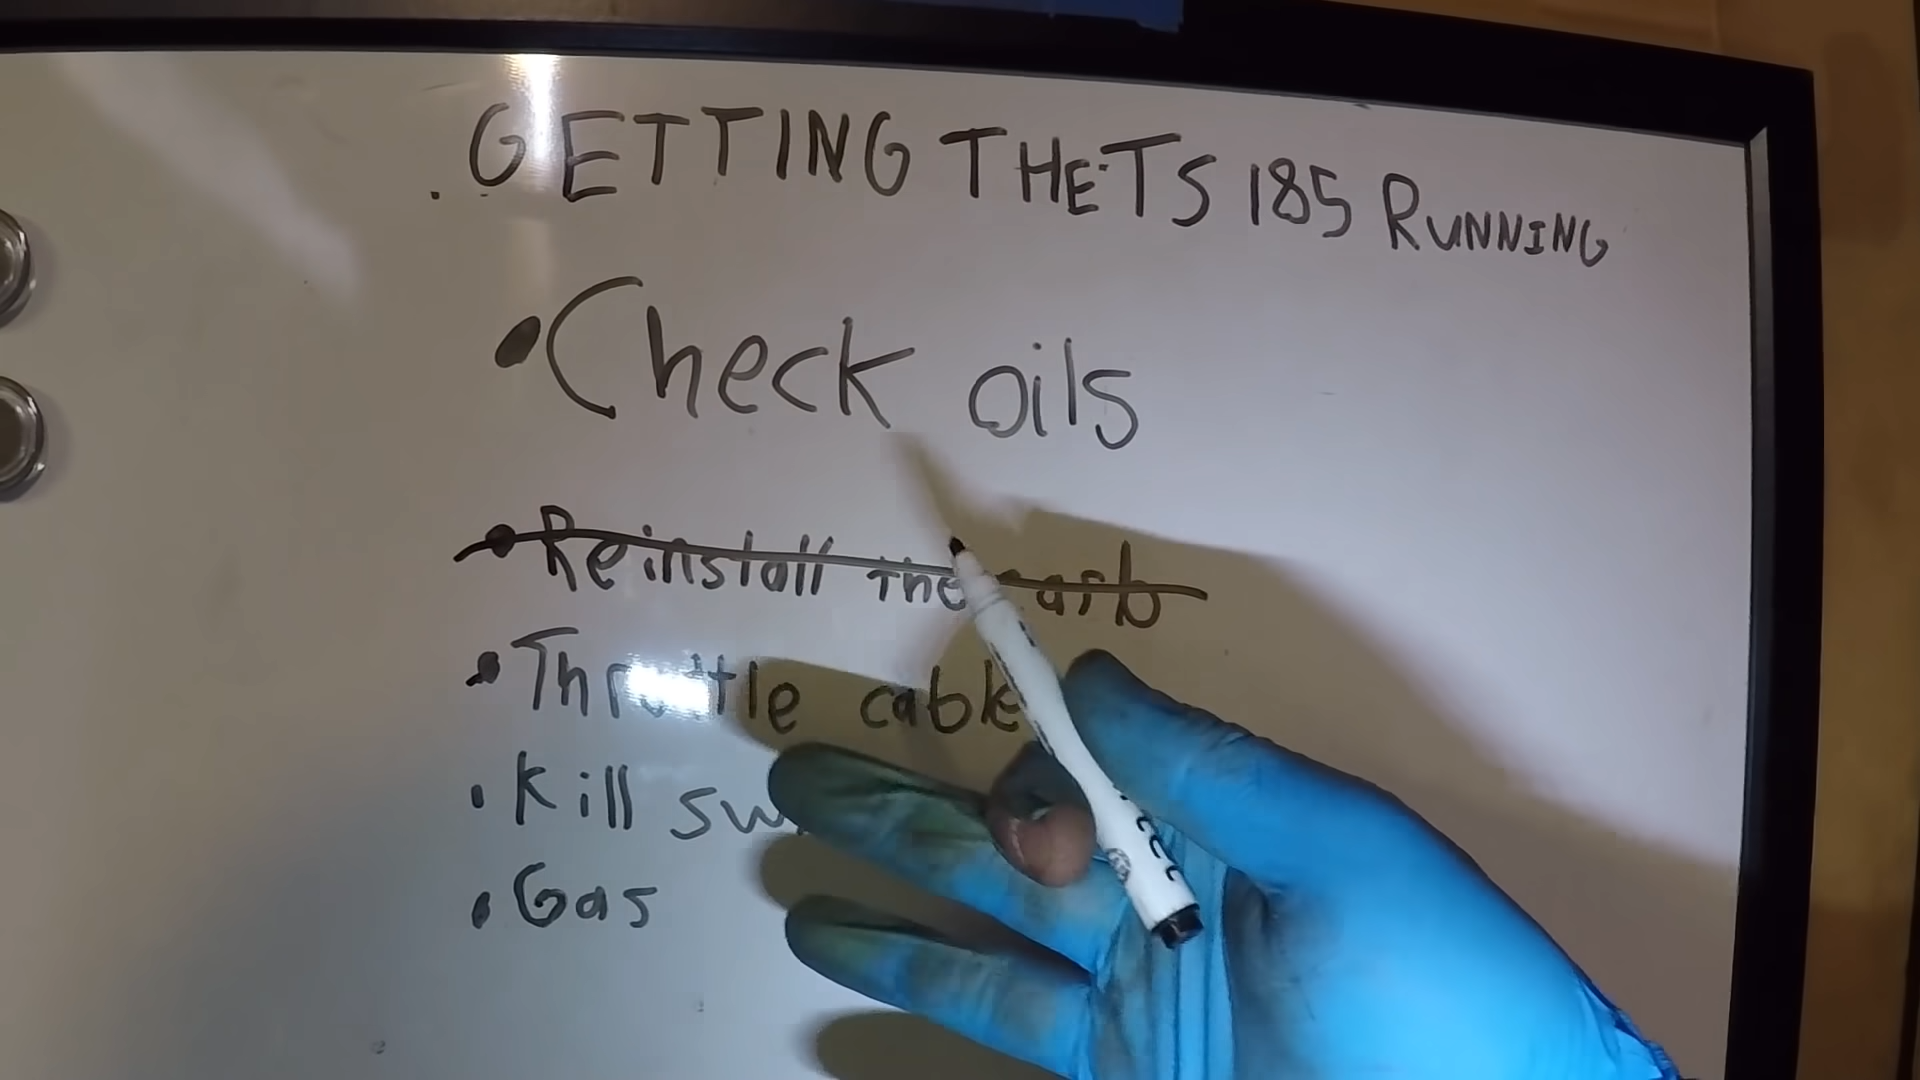 GETTING THE TS 185 RUNNING
• Check oils
• Reinstall the carb
• Throttle cable
• Kill sw
• Gas